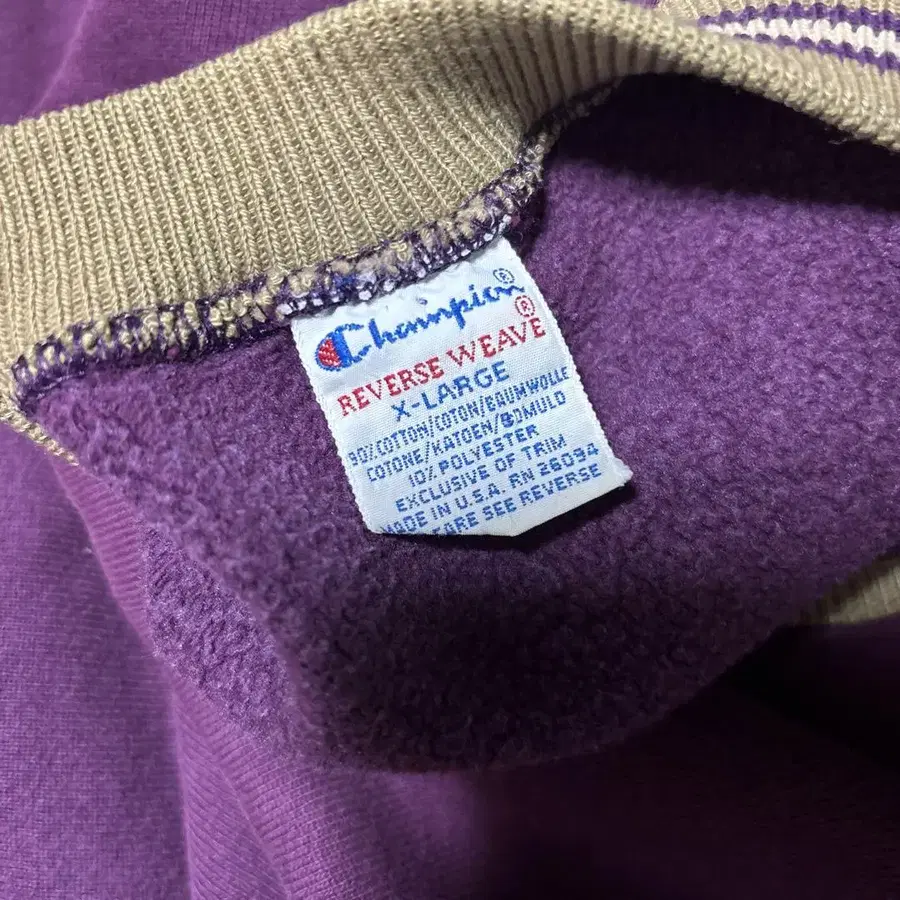 Champion®
REVERSE WEAVE®
X-LARGE
90% COTTON/COTON/BAUMWOLLE
COTONE/KATOEN/BOMULD
10% POLYESTER
EXCLUSIVE OF TRIM
MADE IN U.S.A. RN 26094
CARE SEE REVERSE